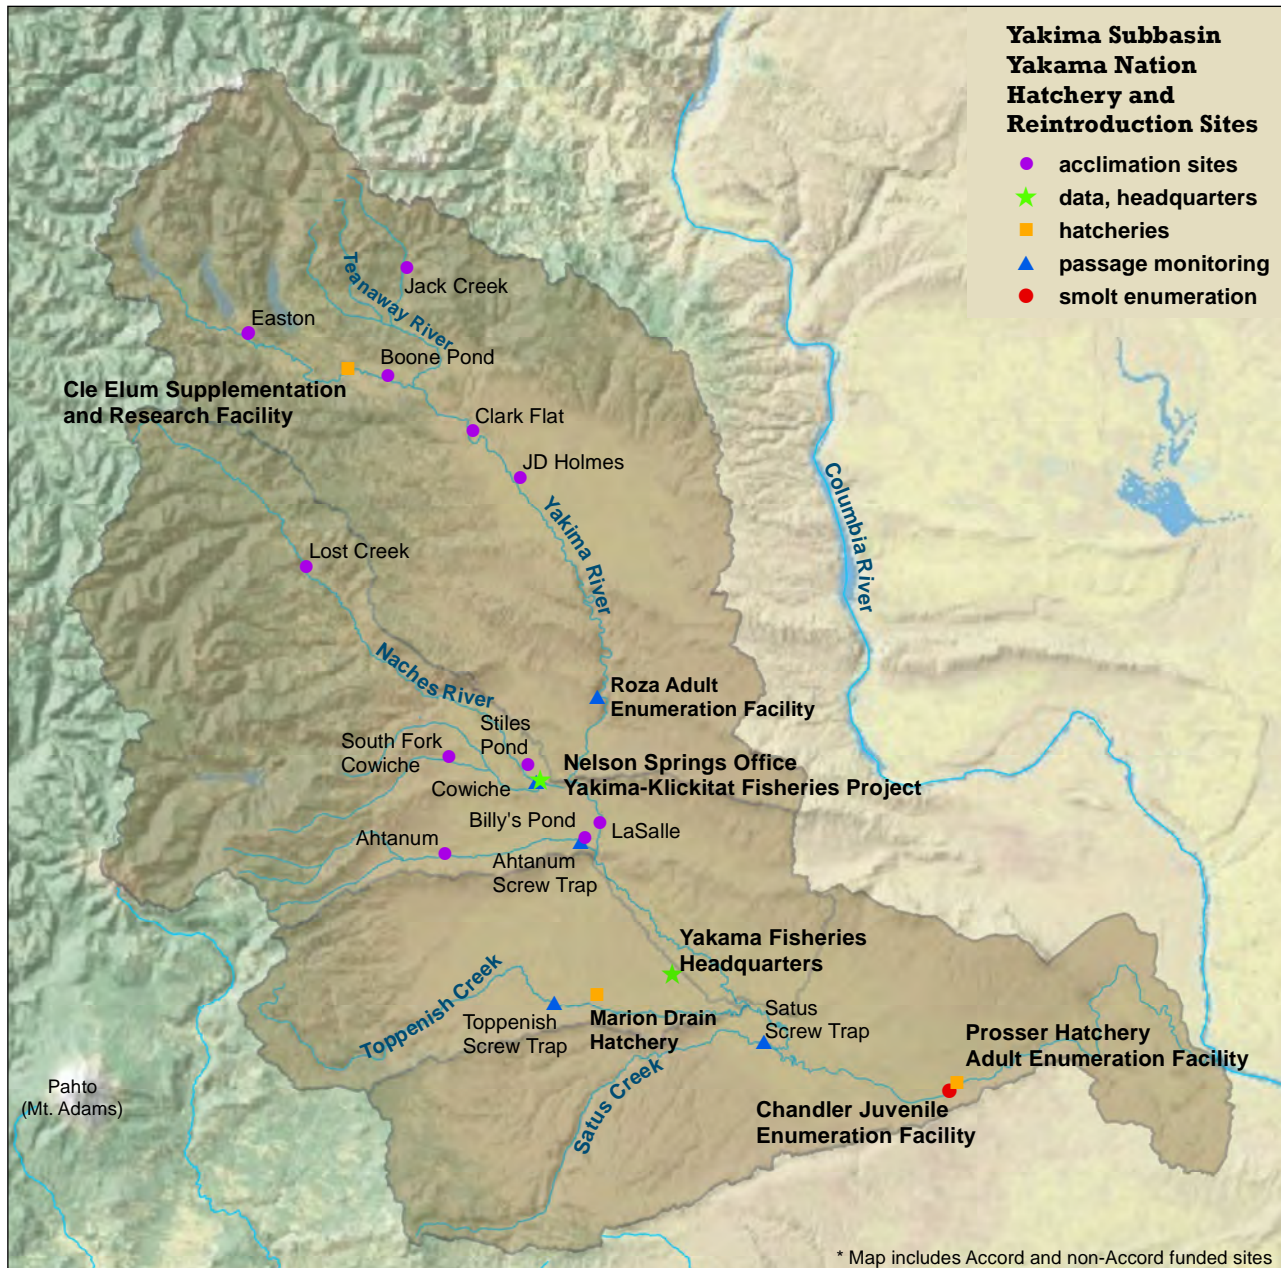 Yakima Subbasin
Yakama Nation
Hatchery and
Reintroduction Sites
acclimation sites
data, headquarters
hatcheries
passage monitoring
smolt enumeration
Jack Creek
Teanaway River
Easton
Boone Pond
Cle Elum Supplementation
and Research Facility
Clark Flat
JD Holmes
Yakima River
Columbia River
Lost Creek
Naches River
Roza Adult
Enumeration Facility
Stiles
Pond
South Fork
Cowiche
Nelson Springs Office
Yakima-Klickitat Fisheries Project
Cowiche
Billy's Pond
LaSalle
Ahtanum
Ahtanum
Screw Trap
Yakama Fisheries
Headquarters
Toppenish Creek
Toppenish
Screw Trap
Marion Drain
Hatchery
Satus
Screw Trap
Prosser Hatchery
Adult Enumeration Facility
Satus Creek
Chandler Juvenile
Enumeration Facility
Pahto
(Mt. Adams)
* Map includes Accord and non-Accord funded sites